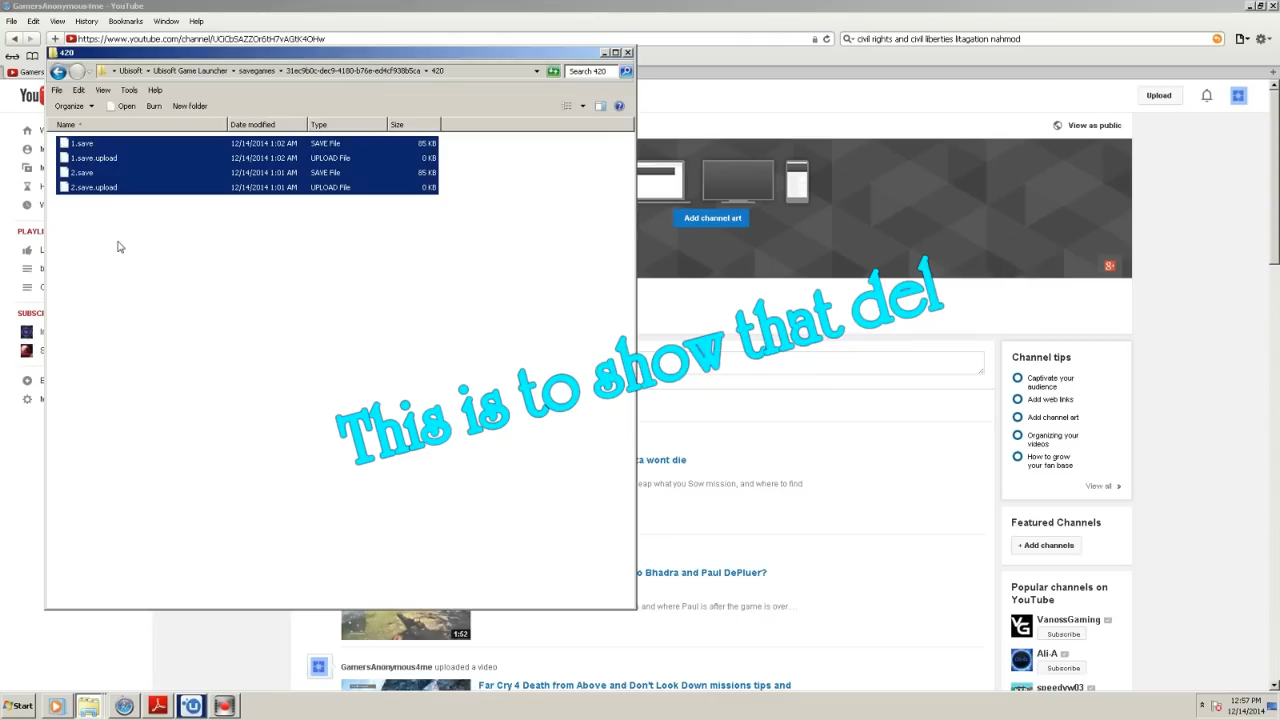 GamersAnonymous4me - YouTube
File Edit View History Bookmarks Window Help
https://www.youtube.com/channel/UCiCbSAZZOr6tH7vAGtK4OHw
civil rights and civil liberties litagation nahmod
420
Ubisoft Ubisoft Game Launcher savegames 31ec9b0c-dec9-4180-b76e-ed4cf938b5ca 420
Search 420
File Edit View Tools Help
Organize Open Burn New folder
Name Date modified Type Size
1.save 12/14/2014 1:02 AM SAVE File 85 KB
1.save.upload 12/14/2014 1:02 AM UPLOAD File 0 KB
2.save 12/14/2014 1:01 AM SAVE File 85 KB
2.save.upload 12/14/2014 1:01 AM UPLOAD File 0 KB
Gamers
You
PLAYLI
SUBSC
Upload
View as public
Add channel art
This is to show that del
Channel tips
Captivate your
audience
Add web links
Add channel art
Organizing your
videos
How to grow
your fan base
View all »
ta wont die
eap what you Sow mission, and where to find
Featured Channels
+ Add channels
o Bhadra and Paul DePluer?
and where Paul is after the game is over...
1:52
Popular channels on
YouTube
VanossGaming
Subscribe
Ali-A
Subscribe
speedyw03
GamersAnonymous4me uploaded a video
Far Cry 4 Death from Above and Don't Look Down missions tips and
Start
12:57 PM
12/14/2014